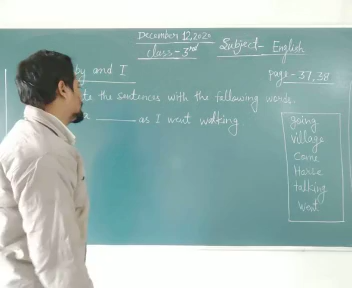 December 12, 2020
Class - 3rd
Subject - English
by and I
Page - 37, 38
te the sentences with the following words.
as I went walking.
going
village
Came
Horse
talking
Went